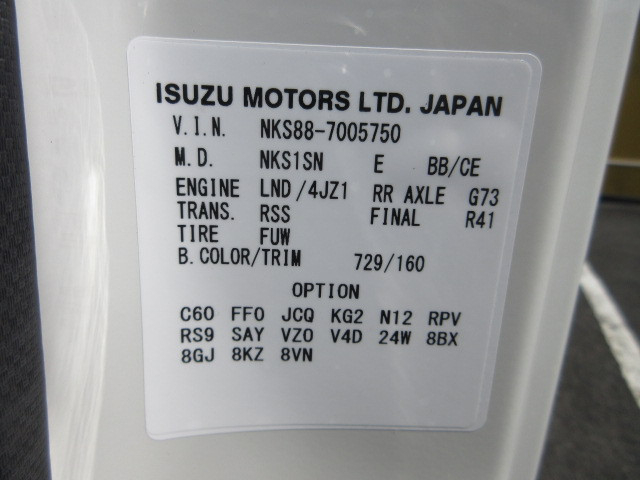 ISUZU MOTORS LTD. JAPAN
V.I.N. NKS88-7005750
M.D. NKS1SN E BB/CE
ENGINE LND/4JZ1 RR AXLE G73
TRANS. RSS FINAL R41
TIRE FUW
B.COLOR/TRIM 729/160
OPTION
C60 FF0 JCQ KG2 N12 RPV
RS9 SAY VZ0 V4D 24W 8BX
8GJ 8KZ 8VN